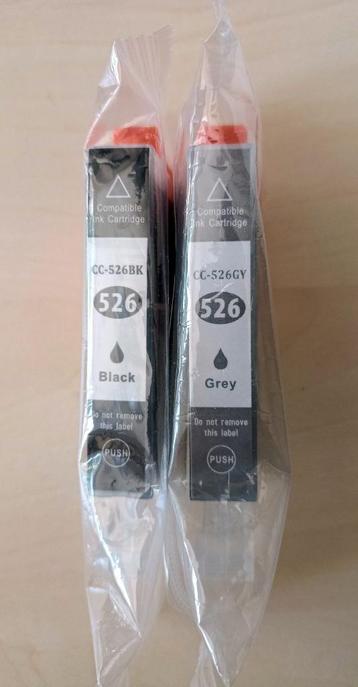 Compatible
Ink Cartridge
CC-526BK
526
Black
Do not remove
this label
PUSH
Compatible
Ink Cartridge
CC-526GY
526
Grey
Do not remove
this label
PUSH